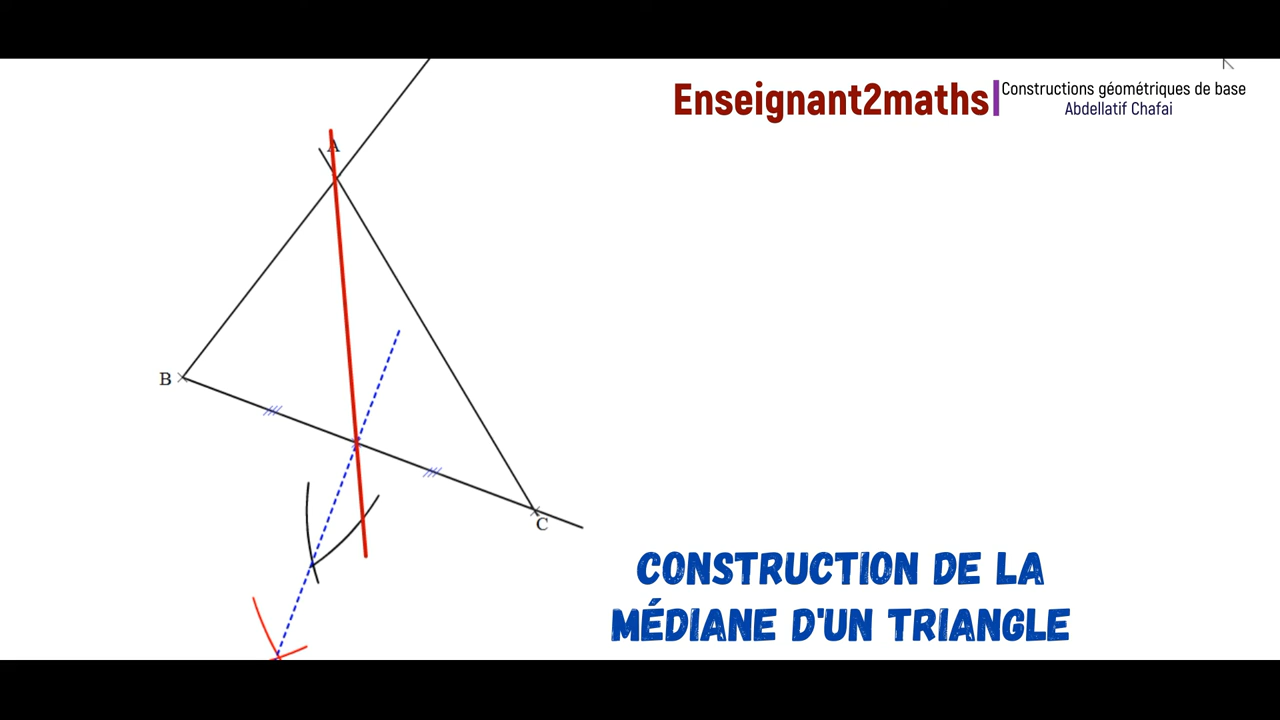 Enseignant2maths
Constructions géométriques de base
Abdellatif Chafai
A
B
C
CONSTRUCTION DE LA
MÉDIANE D'UN TRIANGLE